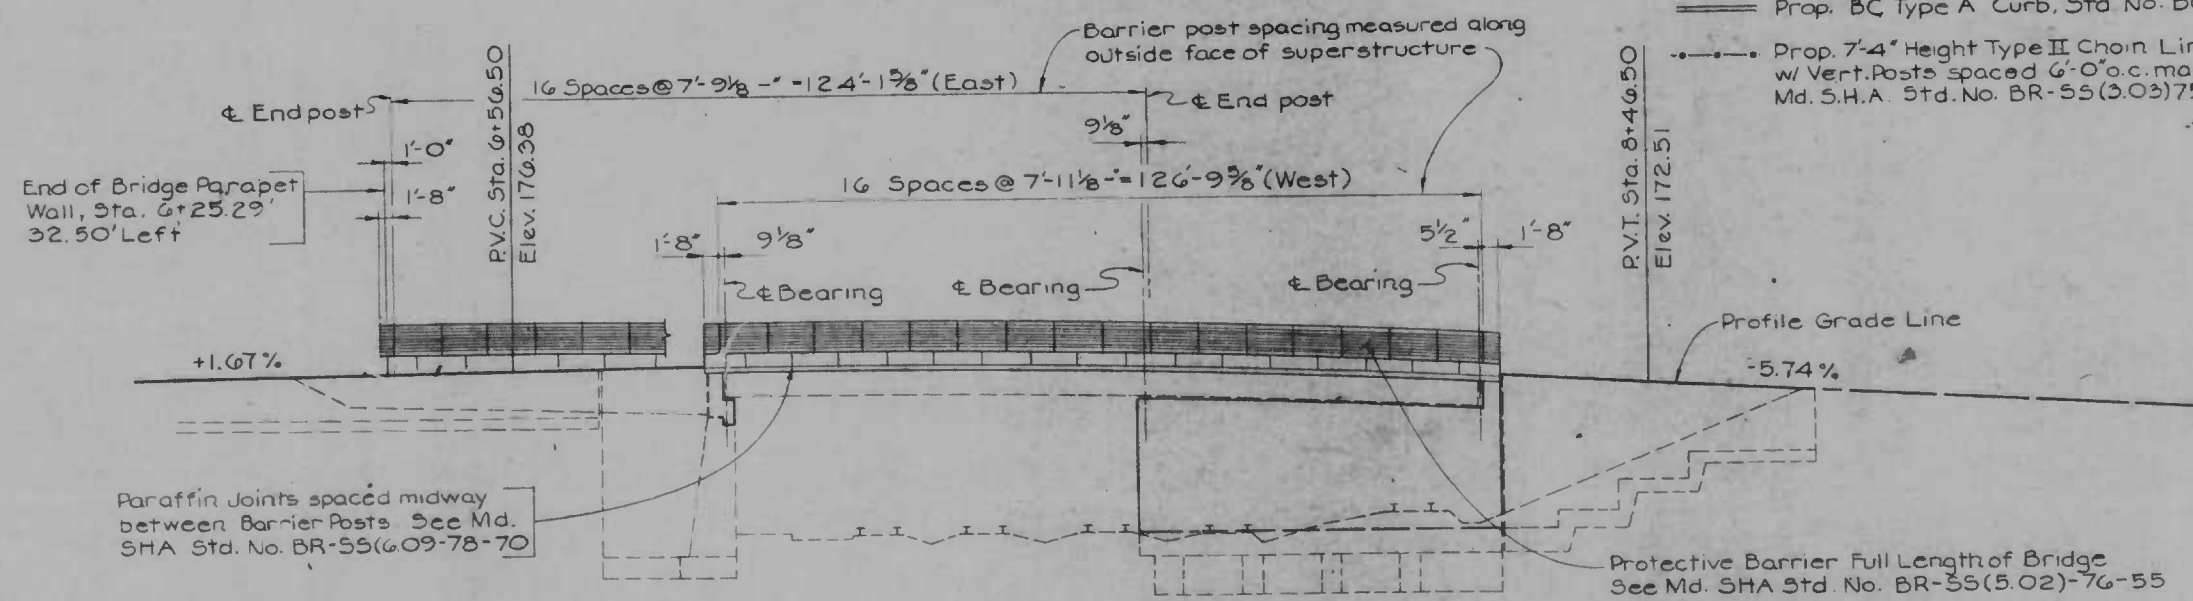 Prop. BC Type A Curb, Std No.
Prop. 7'-4" Height Type II Chain
w/ Vert. Posts spaced 6'-0" o.c.
Md. S.H.A. Std. No. BR-SS(3.03)75
Barrier post spacing measured along
outside face of superstructure
16 Spaces @ 7'-9⅛-" = 124'-1⅝" (East)
℄ End post
℄ End post
P.V.C. Sta. 6+56.50
Elev. 176.38
P.V.T. Sta. 8+46.50
Elev. 172.51
9⅛"
1'-0"
1'-8"
End of Bridge Parapet
Wall, Sta. 6+25.29'
32.50' Left
16 Spaces @ 7'-11⅛-" = 126'-9⅝" (West)
1'-8"
9⅛"
5½"
1'-8"
℄ Bearing
℄ Bearing
℄ Bearing
Profile Grade Line
+1.67%
-5.74%
Paraffin Joints spaced midway
between Barrier Posts See Md.
SHA Std. No. BR-SS(6.09-78-70
Protective Barrier Full Length of Bridge
See Md. SHA Std. No. BR-SS(5.02)-76-55